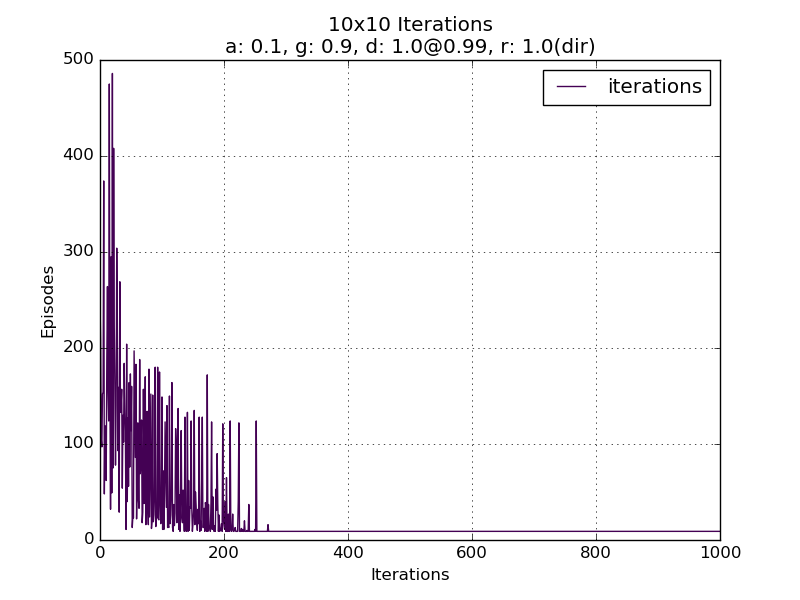 10x10 Iterations
a: 0.1, g: 0.9, d: 1.0@0.99, r: 1.0(dir)
500
iterations
400
300
Episodes
200
100
0
0 200 400 600 800 1000
Iterations